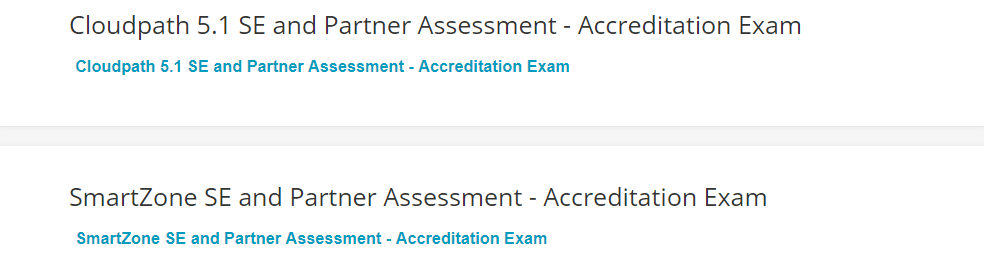 Cloudpath 5.1 SE and Partner Assessment - Accreditation Exam
Cloudpath 5.1 SE and Partner Assessment - Accreditation Exam
SmartZone SE and Partner Assessment - Accreditation Exam
SmartZone SE and Partner Assessment - Accreditation Exam